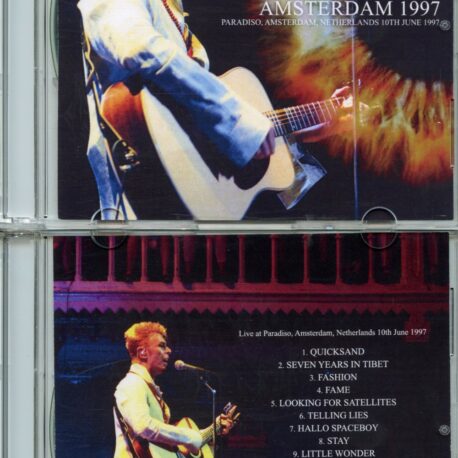 AMSTERDAM 1997
PARADISO, AMSTERDAM, NETHERLANDS 10TH JUNE 1997
Live at Paradiso, Amsterdam, Netherlands 10th June 1997
1. QUICKSAND
2. SEVEN YEARS IN TIBET
3. FASHION
4. FAME
5. LOOKING FOR SATELLITES
6. TELLING LIES
7. HALLO SPACEBOY
8. STAY
9. LITTLE WONDER